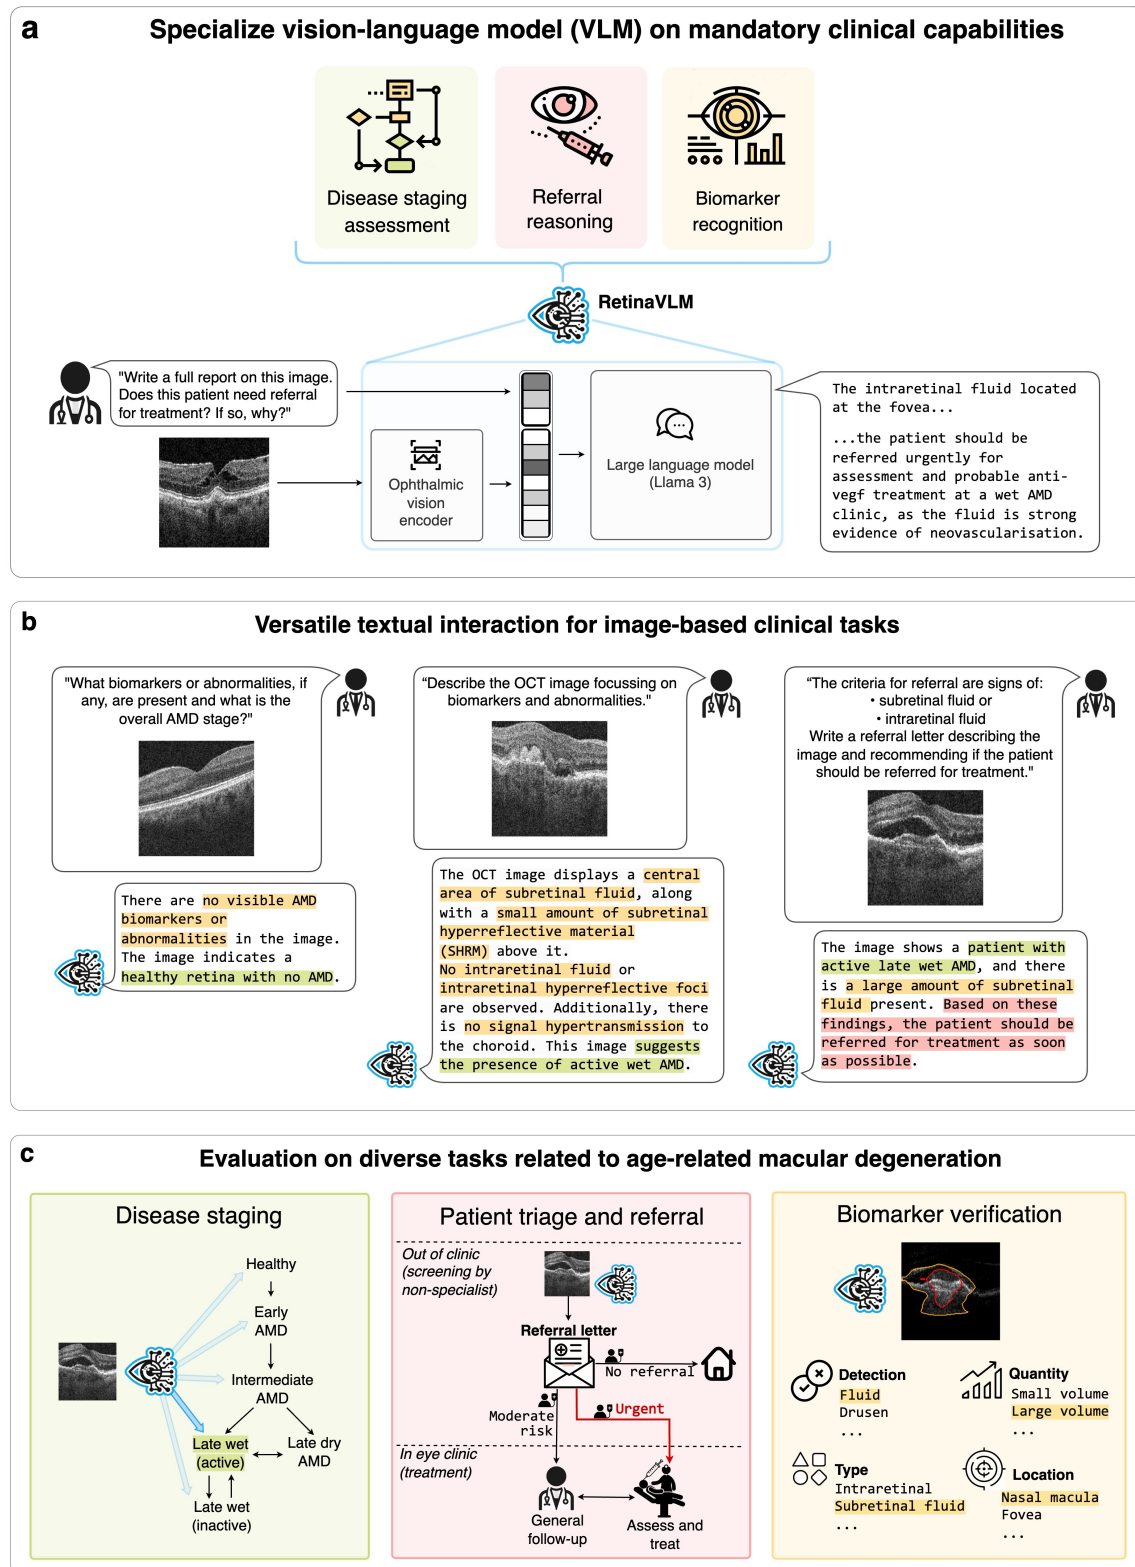 a
Specialize vision-language model (VLM) on mandatory clinical capabilities
Disease staging
assessment
Referral
reasoning
Biomarker
recognition
RetinaVLM
"Write a full report on this image.
Does this patient need referral
for treatment? If so, why?"
Ophthalmic
vision
encoder
Large language model
(Llama 3)
The intraretinal fluid located
at the fovea...
...the patient should be
referred urgently for
assessment and probable anti-
vegf treatment at a wet AMD
clinic, as the fluid is strong
evidence of neovascularisation.
b
Versatile textual interaction for image-based clinical tasks
"What biomarkers or abnormalities, if
any, are present and what is the
overall AMD stage?"
There are no visible AMD
biomarkers or
abnormalities in the image.
The image indicates a
healthy retina with no AMD.
“Describe the OCT image focussing on
biomarkers and abnormalities."
The OCT image displays a central
area of subretinal fluid, along
with a small amount of subretinal
hyperreflective material
(SHRM) above it.
No intraretinal fluid or
intraretinal hyperreflective foci
are observed. Additionally, there
is no signal hypertransmission to
the choroid. This image suggests
the presence of active wet AMD.
“The criteria for referral are signs of:
• subretinal fluid or
• intraretinal fluid
Write a referral letter describing the
image and recommending if the patient
should be referred for treatment."
The image shows a patient with
active late wet AMD, and there
is a large amount of subretinal
fluid present. Based on these
findings, the patient should be
referred for treatment as soon
as possible.
c
Evaluation on diverse tasks related to age-related macular degeneration
Disease staging
Healthy
Early
AMD
Intermediate
AMD
Late wet
(active)
Late dry
AMD
Late wet
(inactive)
Patient triage and referral
Out of clinic
(screening by
non-specialist)
Referral letter
No referral
Moderate
risk
Urgent
In eye clinic
(treatment)
General
follow-up
Assess and
treat
Biomarker verification
Detection
Fluid
Drusen
...
Quantity
Small volume
Large volume
...
Type
Intraretinal
Subretinal fluid
...
Location
Nasal macula
Fovea
...